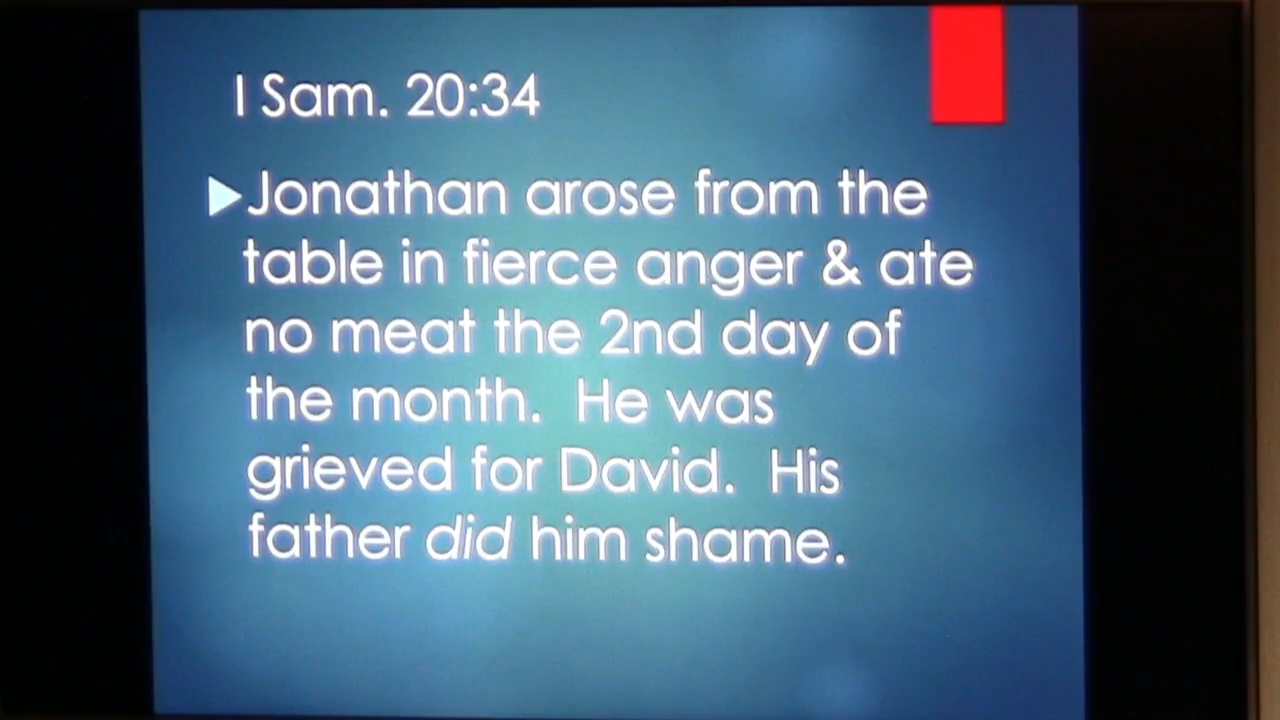 I Sam. 20:34
Jonathan arose from the
table in fierce anger & ate
no meat the 2nd day of
the month. He was
grieved for David. His
father did him shame.